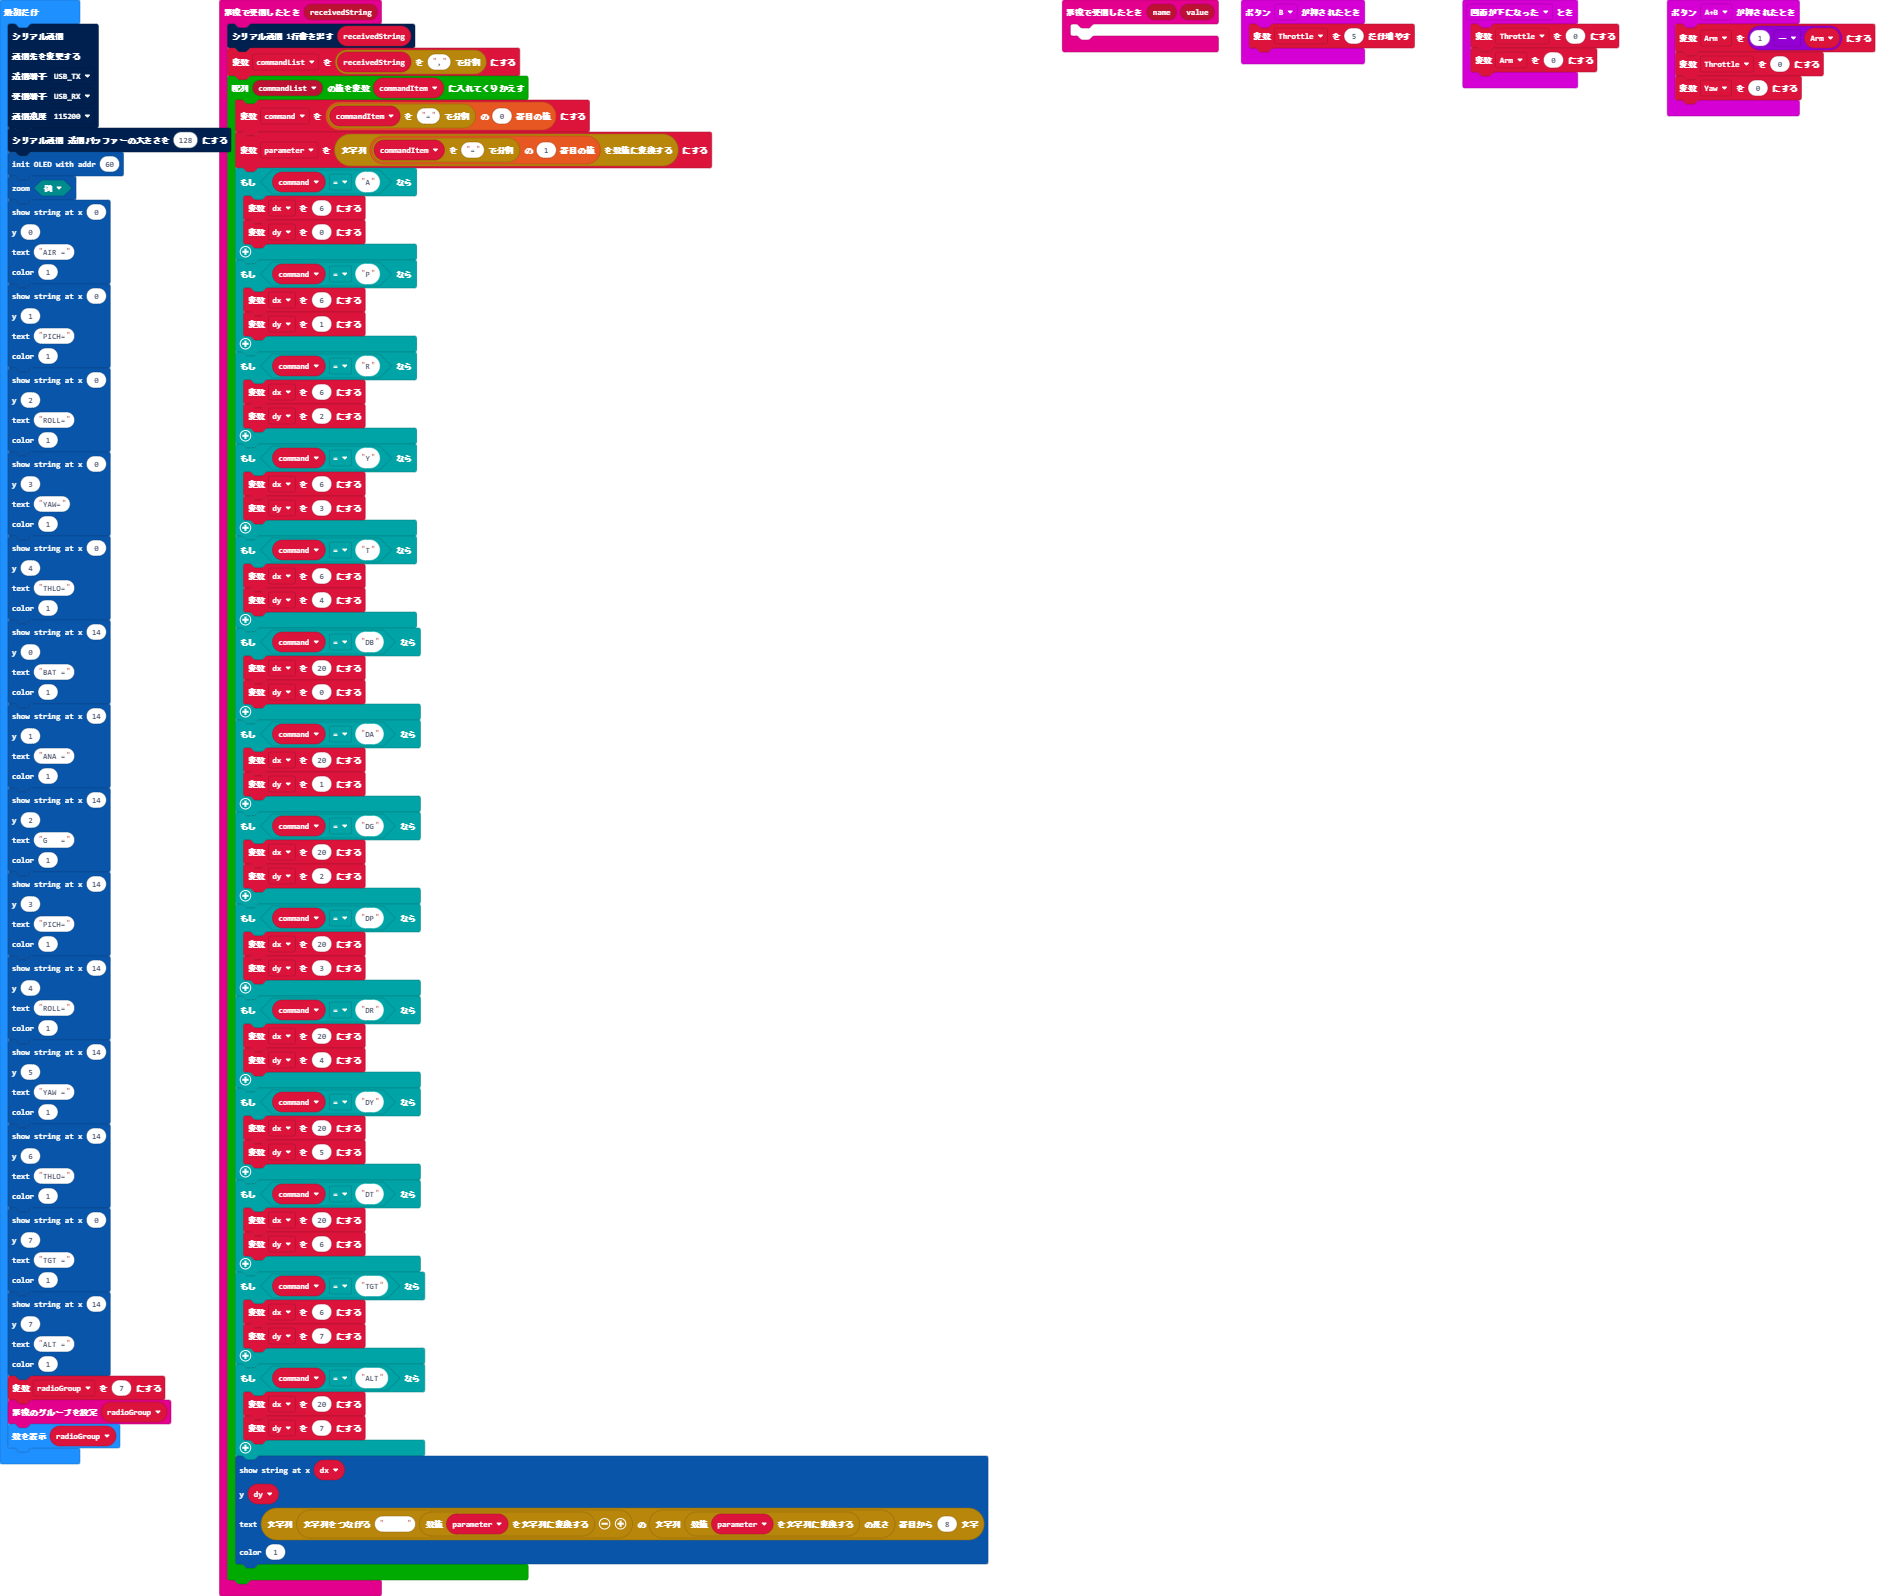 最初だけ
シリアル通信
通信先を変更する
送信端子 USB_TX
受信端子 USB_RX
通信速度 115200
シリアル通信 送信バッファーの大きさを 128 にする
init OLED with addr 60
zoom 偽
show string at x 0
y 0
text "AIR ="
color 1
show string at x 0
y 1
text "PICH="
color 1
show string at x 0
y 2
text "ROLL="
color 1
show string at x 0
y 3
text "YAW="
color 1
show string at x 0
y 4
text "THLO="
color 1
show string at x 14
y 0
text "BAT ="
color 1
show string at x 14
y 1
text "ANA ="
color 1
show string at x 14
y 2
text "G   ="
color 1
show string at x 14
y 3
text "PICH="
color 1
show string at x 14
y 4
text "ROLL="
color 1
show string at x 14
y 5
text "YAW ="
color 1
show string at x 14
y 6
text "THLO="
color 1
show string at x 0
y 7
text "TGT ="
color 1
show string at x 14
y 7
text "ALT ="
color 1
変数 radioGroup を 7 にする
無線のグループを設定 radioGroup
数を表示 radioGroup
無線で受信したとき receivedString
シリアル通信 1行書き出す receivedString
変数 commandList を receivedString を "," で分割 にする
配列 commandList の値を変数 commandItem に入れてくりかえす
変数 command を commandItem を "=" で分割 の 0 番目の値 にする
変数 parameter を 文字列 commandItem を "=" で分割 の 1 番目の値 を数値に変換する にする
もし command = "A" なら
変数 dx を 6 にする
変数 dy を 0 にする
もし command = "P" なら
変数 dx を 6 にする
変数 dy を 1 にする
もし command = "R" なら
変数 dx を 6 にする
変数 dy を 2 にする
もし command = "Y" なら
変数 dx を 6 にする
変数 dy を 3 にする
もし command = "T" なら
変数 dx を 6 にする
変数 dy を 4 にする
もし command = "DB" なら
変数 dx を 20 にする
変数 dy を 0 にする
もし command = "DA" なら
変数 dx を 20 にする
変数 dy を 1 にする
もし command = "DG" なら
変数 dx を 20 にする
変数 dy を 2 にする
もし command = "DP" なら
変数 dx を 20 にする
変数 dy を 3 にする
もし command = "DR" なら
変数 dx を 20 にする
変数 dy を 4 にする
もし command = "DY" なら
変数 dx を 20 にする
変数 dy を 5 にする
もし command = "DT" なら
変数 dx を 20 にする
変数 dy を 6 にする
もし command = "TGT" なら
変数 dx を 6 にする
変数 dy を 7 にする
もし command = "ALT" なら
変数 dx を 20 にする
変数 dy を 7 にする
show string at x dx
y dy
text 文字列 文字列をつなげる "     " 数値 parameter を文字列に変換する の 文字列 数値 parameter を文字列に変換する の長さ 番目から 8 文字
color 1
無線で受信したとき name value
ボタン B が押されたとき
変数 Throttle を 5 だけ増やす
画面が下になった とき
変数 Throttle を 0 にする
変数 Arm を 0 にする
ボタン A+B が押されたとき
変数 Arm を 1 - Arm にする
変数 Throttle を 0 にする
変数 Yaw を 0 にする